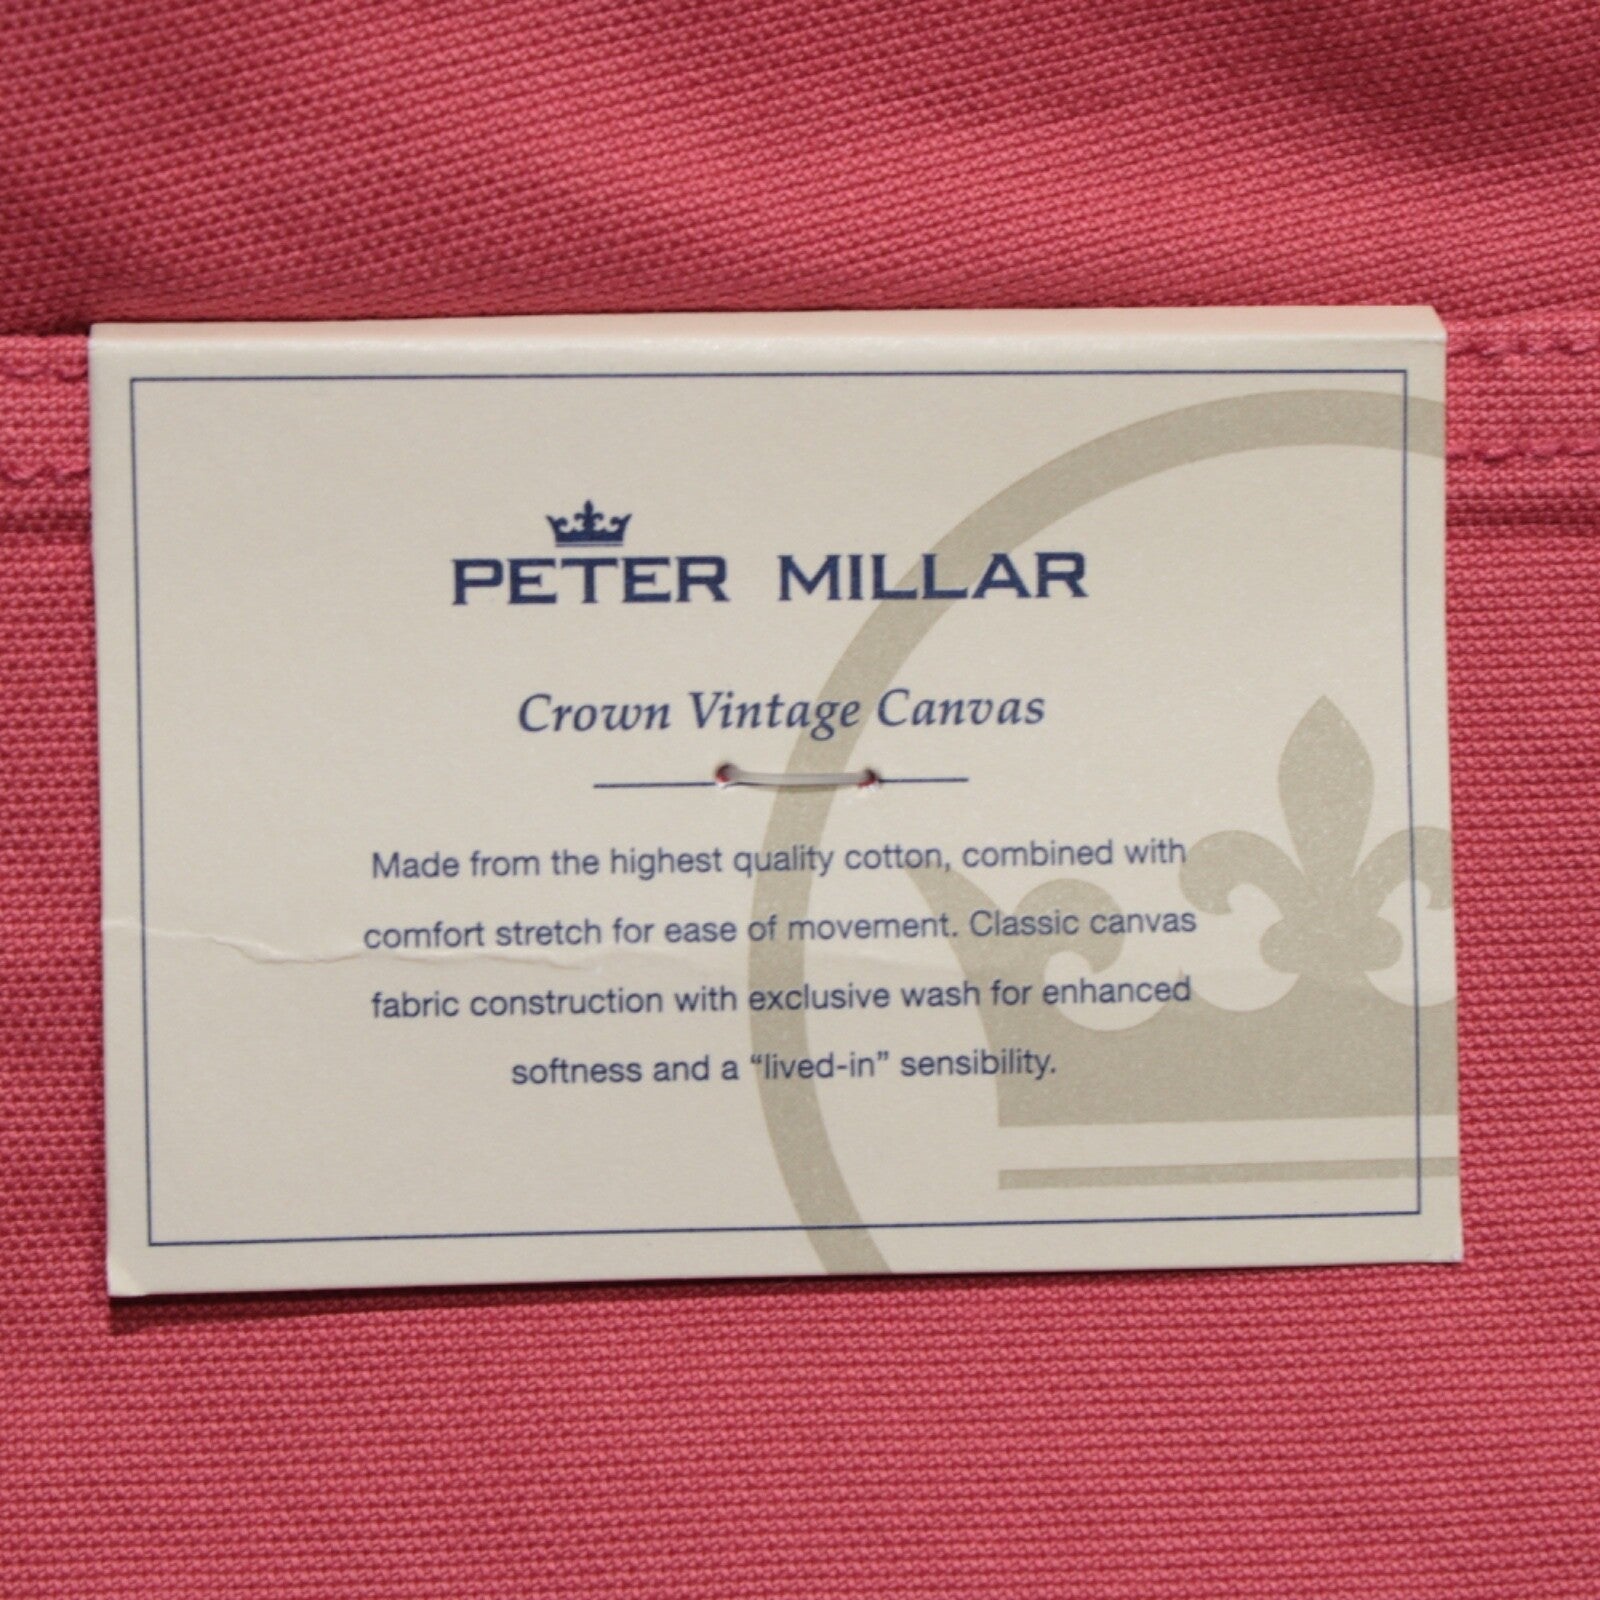 PETER MILLAR
Crown Vintage Canvas
Made from the highest quality cotton, combined with
comfort stretch for ease of movement. Classic canvas
fabric construction with exclusive wash for enhanced
softness and a “lived-in” sensibility.